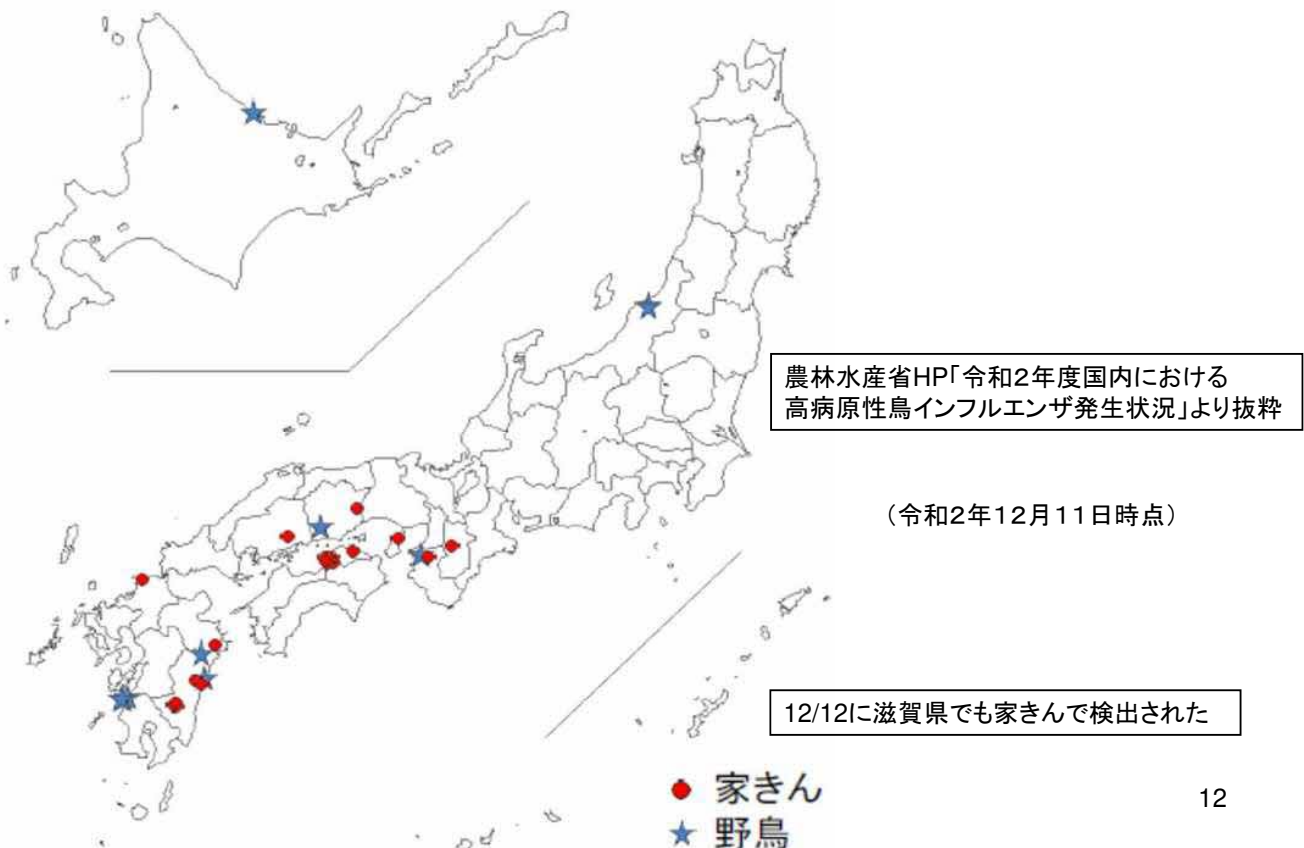 農林水産省HP「令和2年度国内における
高病原性鳥インフルエンザ発生状況」より抜粋
（令和2年12月11日時点）
12/12に滋賀県でも家きんで検出された
家きん
野鳥
12